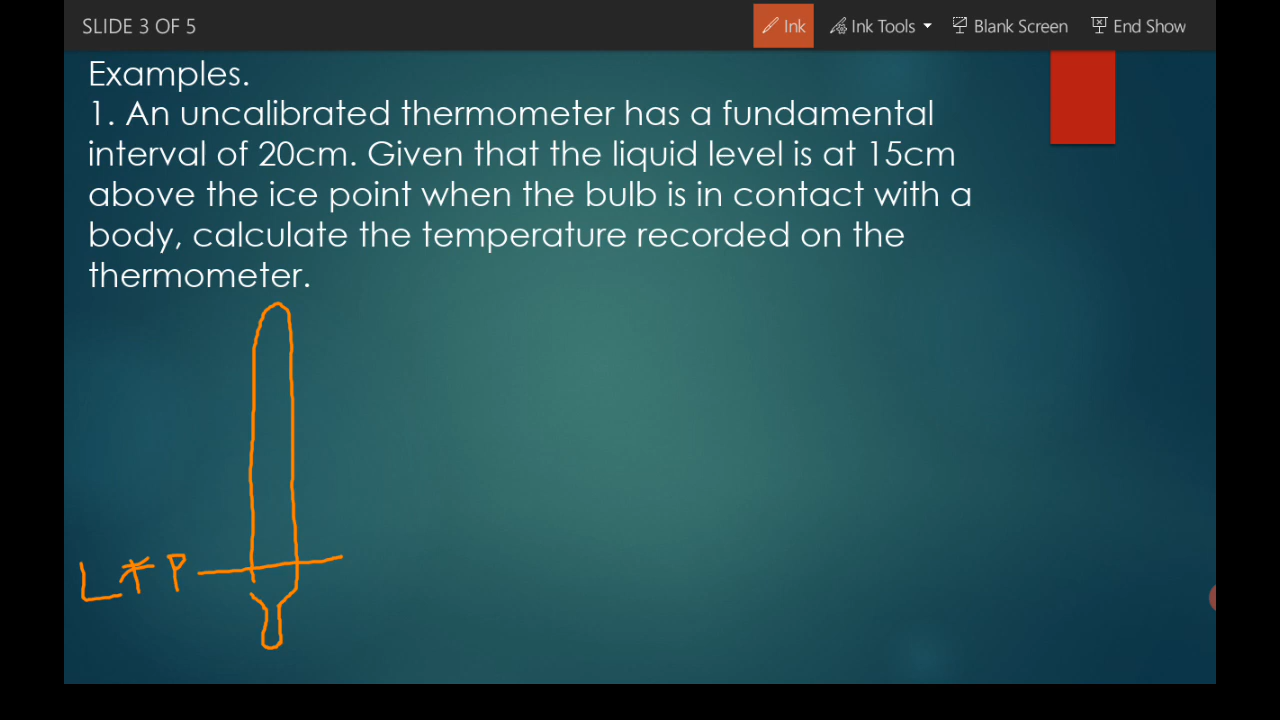 SLIDE 3 OF 5
Ink
Ink Tools
Blank Screen
End Show
Examples.
1. An uncalibrated thermometer has a fundamental
interval of 20cm. Given that the liquid level is at 15cm
above the ice point when the bulb is in contact with a
body, calculate the temperature recorded on the
thermometer.
L*P